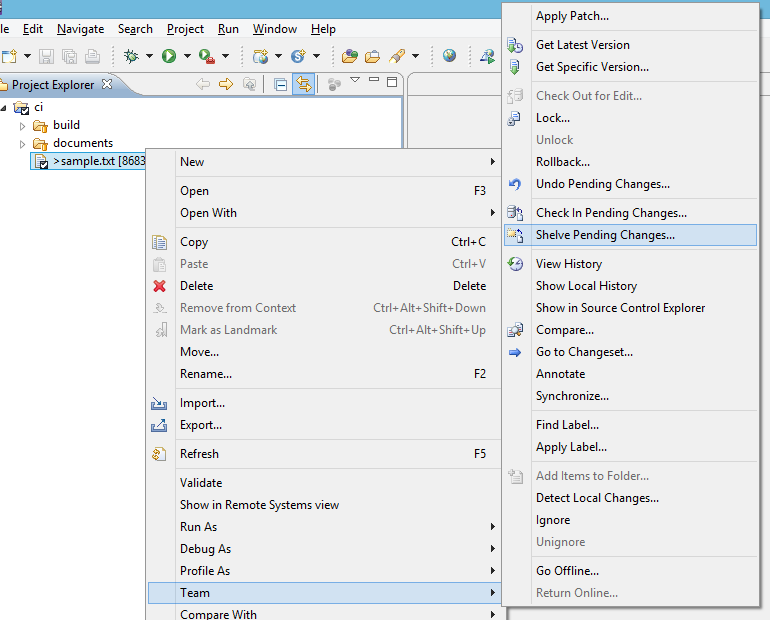 le Edit Navigate Search Project Run Window Help
Project Explorer
ci
build
documents
>sample.txt [8683
New
Open F3
Open With
Copy Ctrl+C
Paste Ctrl+V
Delete Delete
Remove from Context Ctrl+Alt+Shift+Down
Mark as Landmark Ctrl+Alt+Shift+Up
Move...
Rename... F2
Import...
Export...
Refresh F5
Validate
Show in Remote Systems view
Run As
Debug As
Profile As
Team
Compare With
Apply Patch...
Get Latest Version
Get Specific Version...
Check Out for Edit...
Lock...
Unlock
Rollback...
Undo Pending Changes...
Check In Pending Changes...
Shelve Pending Changes...
View History
Show Local History
Show in Source Control Explorer
Compare...
Go to Changeset...
Annotate
Synchronize...
Find Label...
Apply Label...
Add Items to Folder...
Detect Local Changes...
Ignore
Unignore
Go Offline...
Return Online...